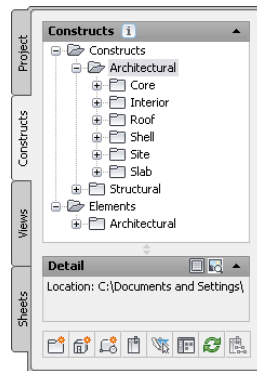 Project
Constructs
Views
Sheets
Constructs
Constructs
Architectural
Core
Interior
Roof
Shell
Site
Slab
Structural
Elements
Architectural
Detail
Location: C:\Documents and Settings\